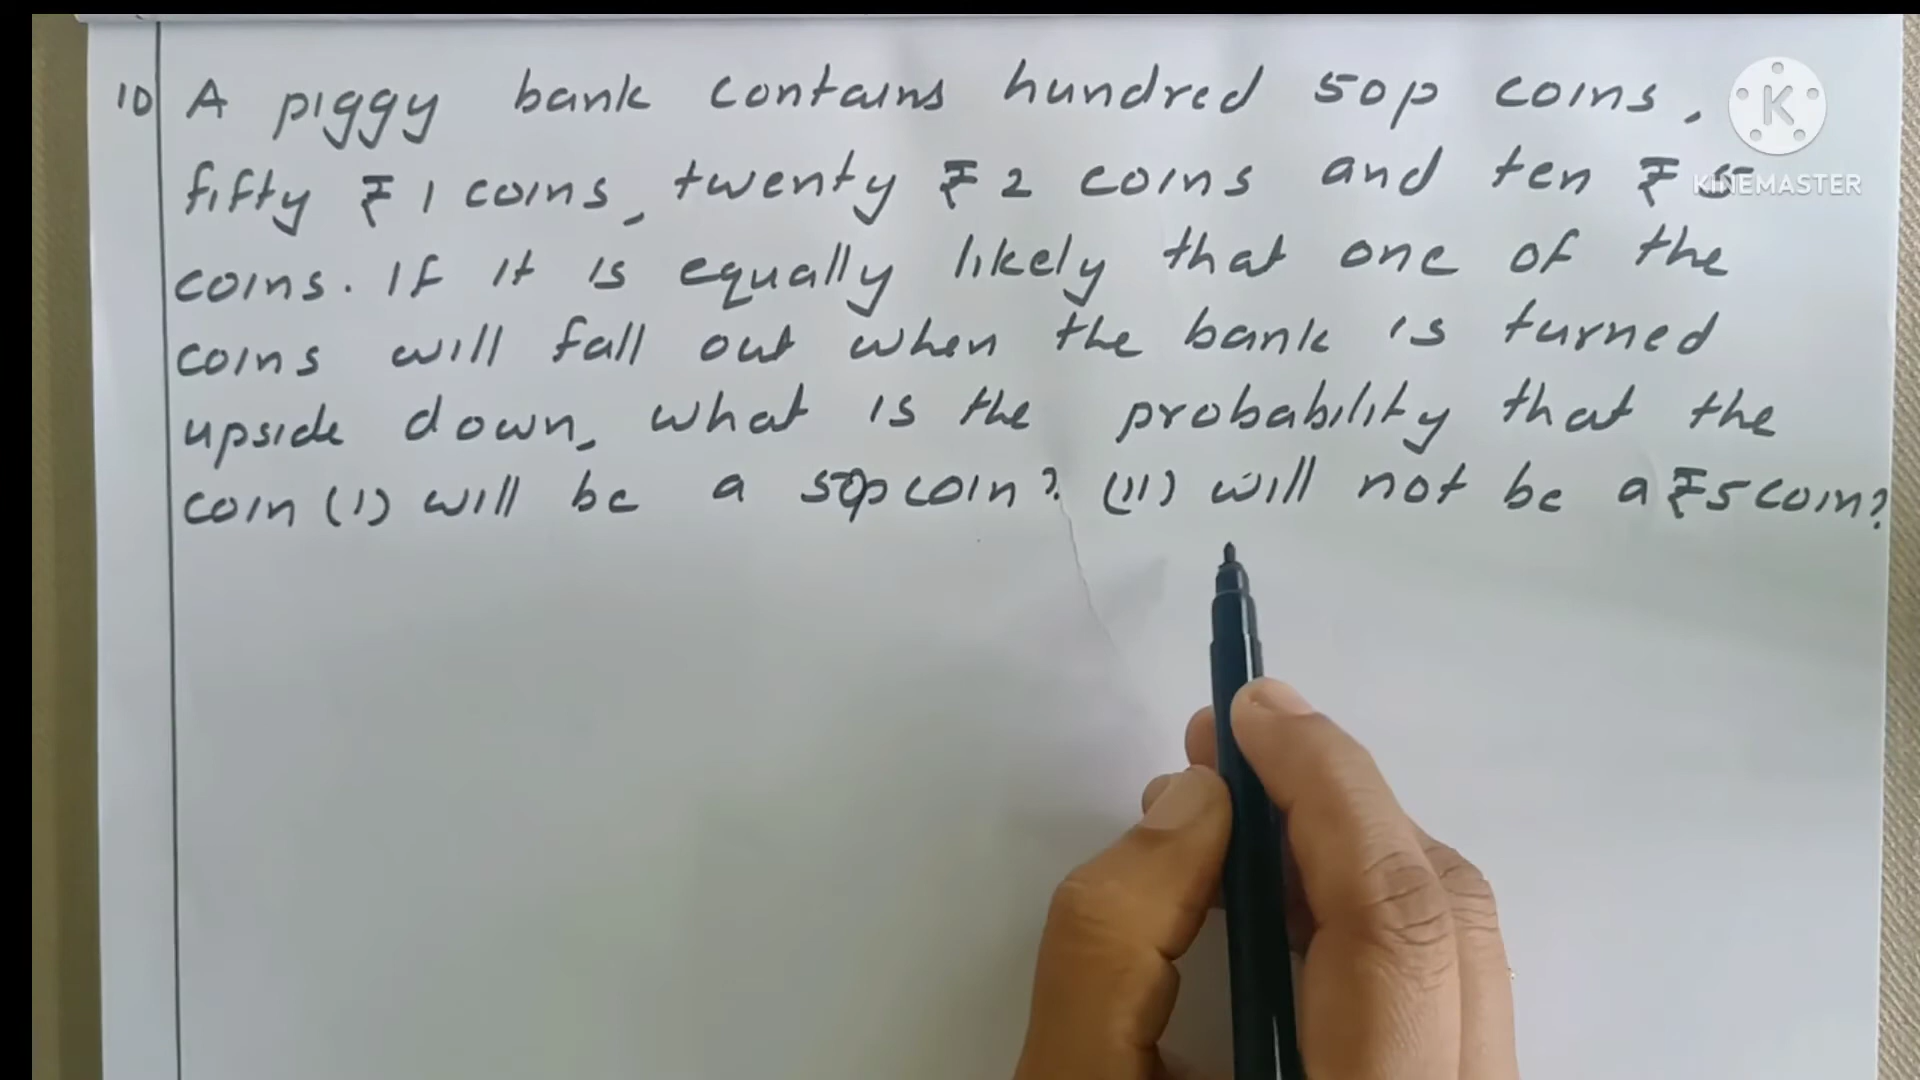 10 A piggy bank contains hundred 50p coins,
fifty ₹1 coins, twenty ₹2 coins and ten ₹5
coins. If it is equally likely that one of the
coins will fall out when the bank is turned
upside down, what is the probability that the
coin (i) will be a 50p coin? (ii) will not be a ₹5 coin?
K
KINEMASTER